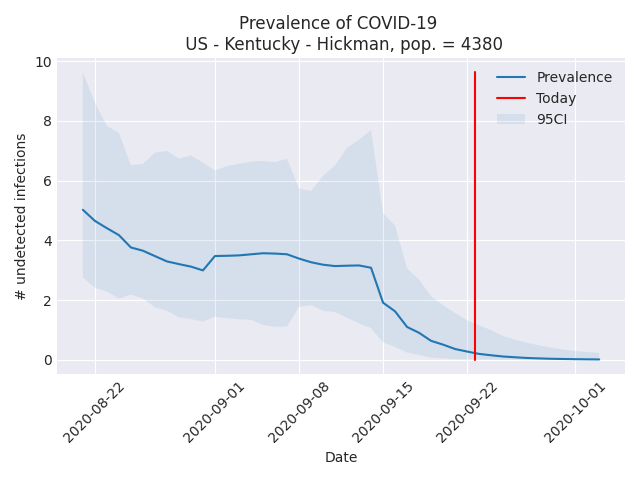 Prevalence of COVID-19
US - Kentucky - Hickman, pop. = 4380
# undetected infections
10
8
6
4
2
0
Prevalence
Today
95CI
2020-08-22
2020-09-01
2020-09-08
2020-09-15
2020-09-22
2020-10-01
Date